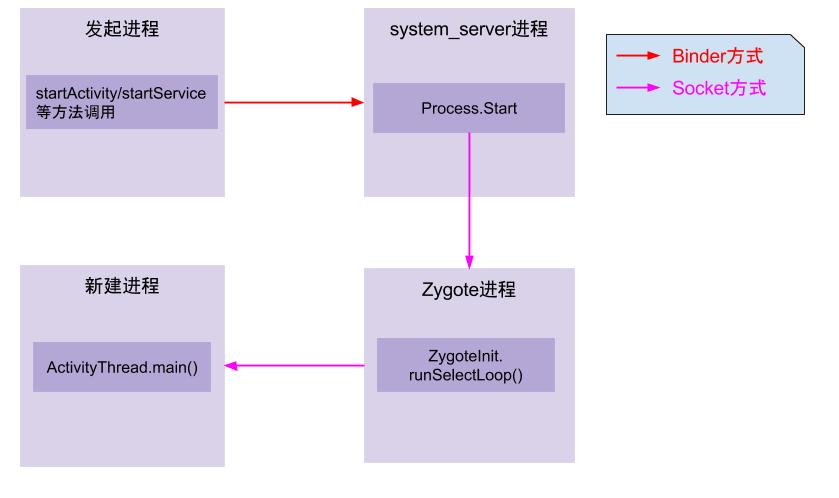 发起进程
startActivity/startService
等方法调用
system_server进程
Process.Start
Binder方式
Socket方式
新建进程
ActivityThread.main()
Zygote进程
ZygoteInit.
runSelectLoop()